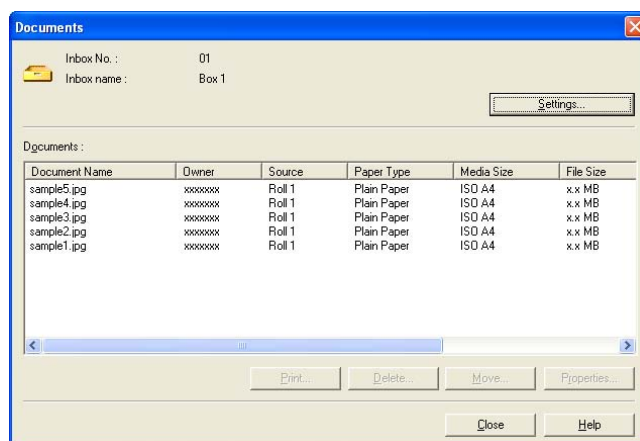 Documents
Inbox No. : 01
Inbox name : Box 1
Settings...
Documents :
Document Name Owner Source Paper Type Media Size File Size
sample5.jpg xxxxxxx Roll 1 Plain Paper ISO A4 x.x MB
sample4.jpg xxxxxxx Roll 1 Plain Paper ISO A4 x.x MB
sample3.jpg xxxxxxx Roll 1 Plain Paper ISO A4 x.x MB
sample2.jpg xxxxxxx Roll 1 Plain Paper ISO A4 x.x MB
sample1.jpg xxxxxxx Roll 1 Plain Paper ISO A4 x.x MB
Print... Delete... Move... Properties...
Close Help